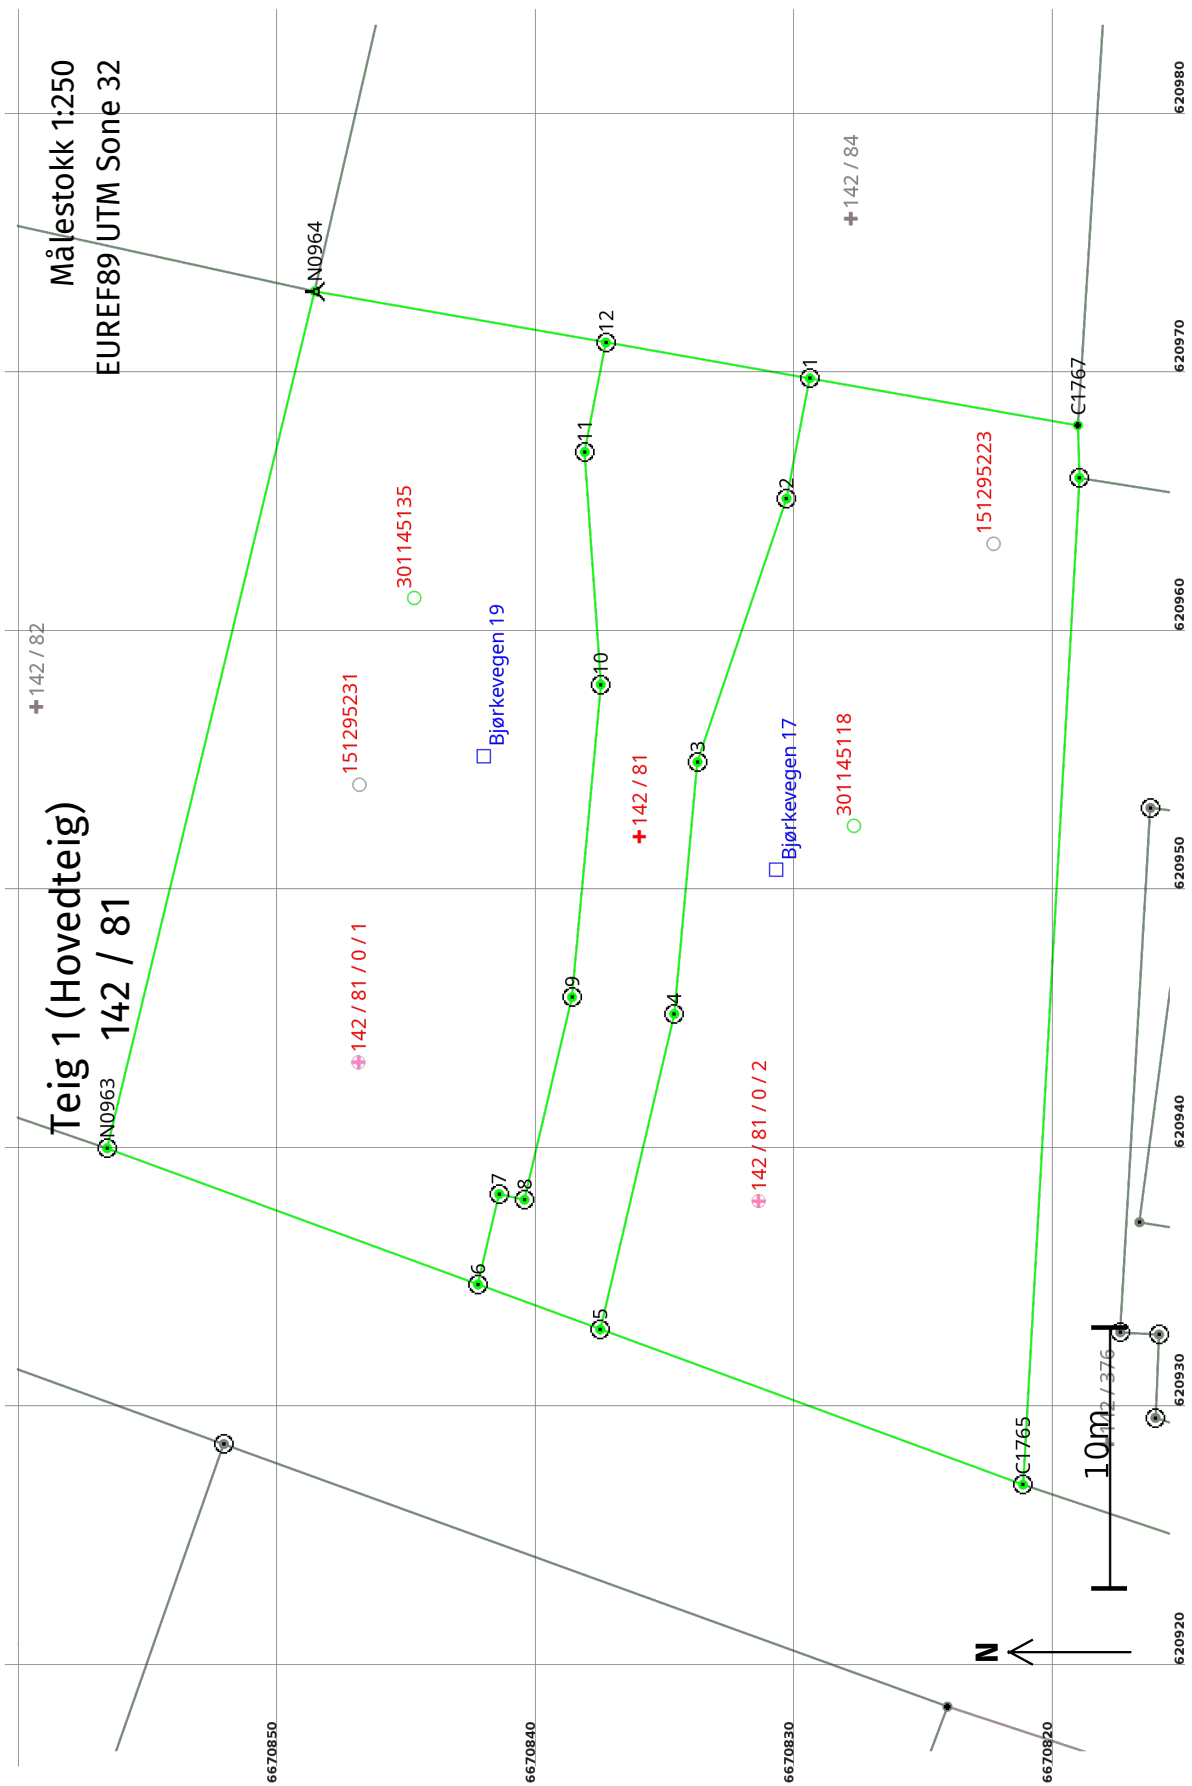 Målestokk 1:250
EUREF89 UTM Sone 32
Teig 1 (Hovedteig)
142 / 81
142 / 82
N0964
N0963
142 / 84
12
11
10
9
8
7
6
5
4
3
2
1
C1767
C1765
301145135
151295231
Bjørkevegen 19
142 / 81 / 0 / 1
142 / 81
Bjørkevegen 17
301145118
151295223
142 / 81 / 0 / 2
142 / 376
10m
N
620980
620970
620960
620950
620940
620930
620920
6670850
6670840
6670830
6670820